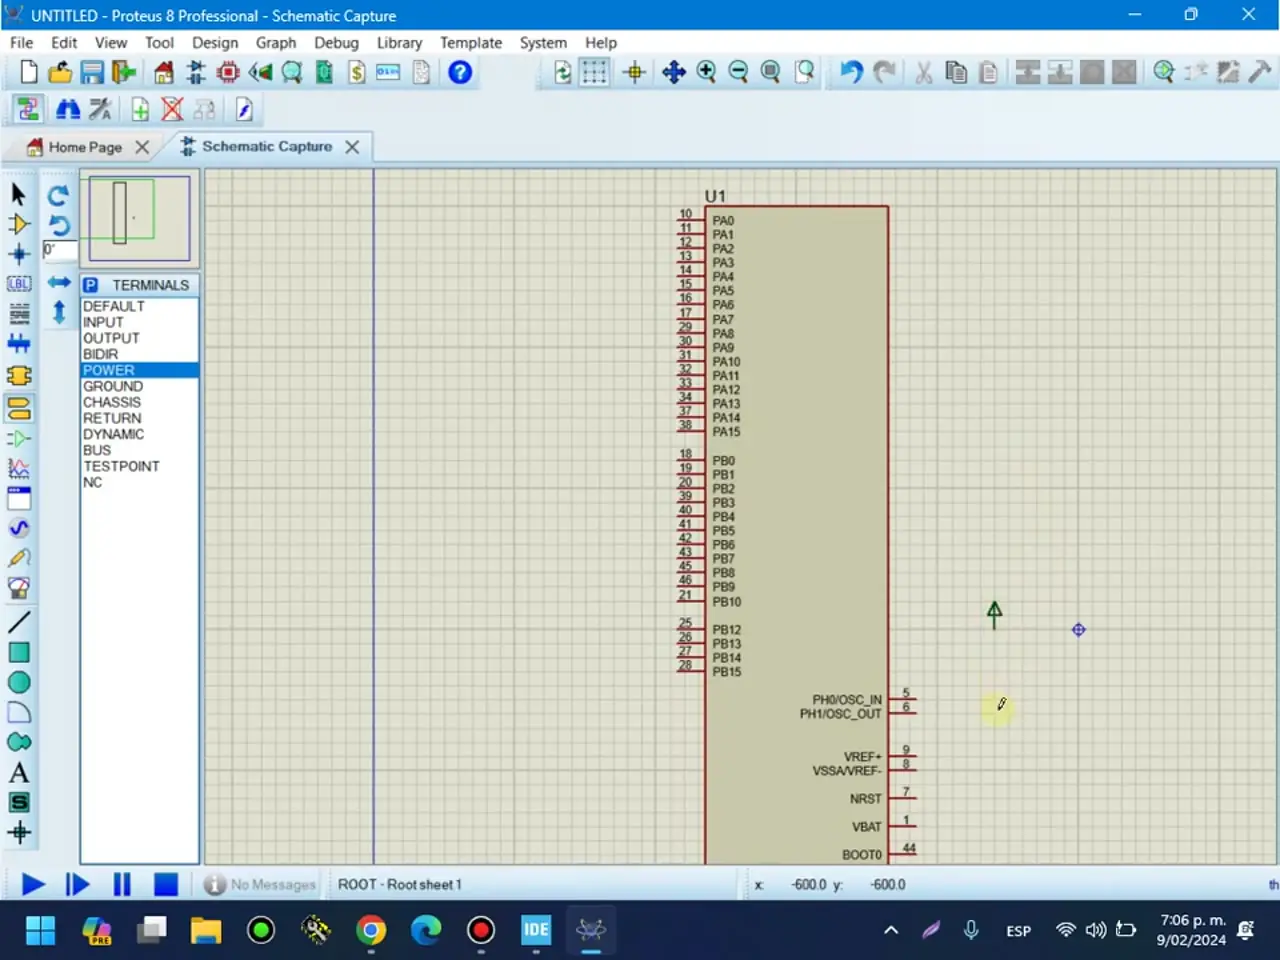 UNTITLED - Proteus 8 Professional - Schematic Capture
File Edit View Tool Design Graph Debug Library Template System Help
Home Page
Schematic Capture
0°
P TERMINALS
LBL
DEFAULT
INPUT
OUTPUT
BIDIR
POWER
GROUND
CHASSIS
RETURN
DYNAMIC
BUS
TESTPOINT
NC
A
S
U1
10 PA0
11 PA1
12 PA2
13 PA3
14 PA4
15 PA5
16 PA6
17 PA7
29 PA8
30 PA9
31 PA10
32 PA11
33 PA12
34 PA13
37 PA14
38 PA15
18 PB0
19 PB1
20 PB2
39 PB3
40 PB4
41 PB5
42 PB6
43 PB7
45 PB8
46 PB9
21 PB10
25 PB12
26 PB13
27 PB14
28 PB15
PH0/OSC_IN 5
PH1/OSC_OUT 6
VREF+ 9
VSSA/VREF- 8
NRST 7
VBAT 1
BOOT0 44
No Messages
ROOT - Root sheet 1
x: -600.0 y: -600.0 th
PRE
IDE
ESP
7:06 p. m.
9/02/2024